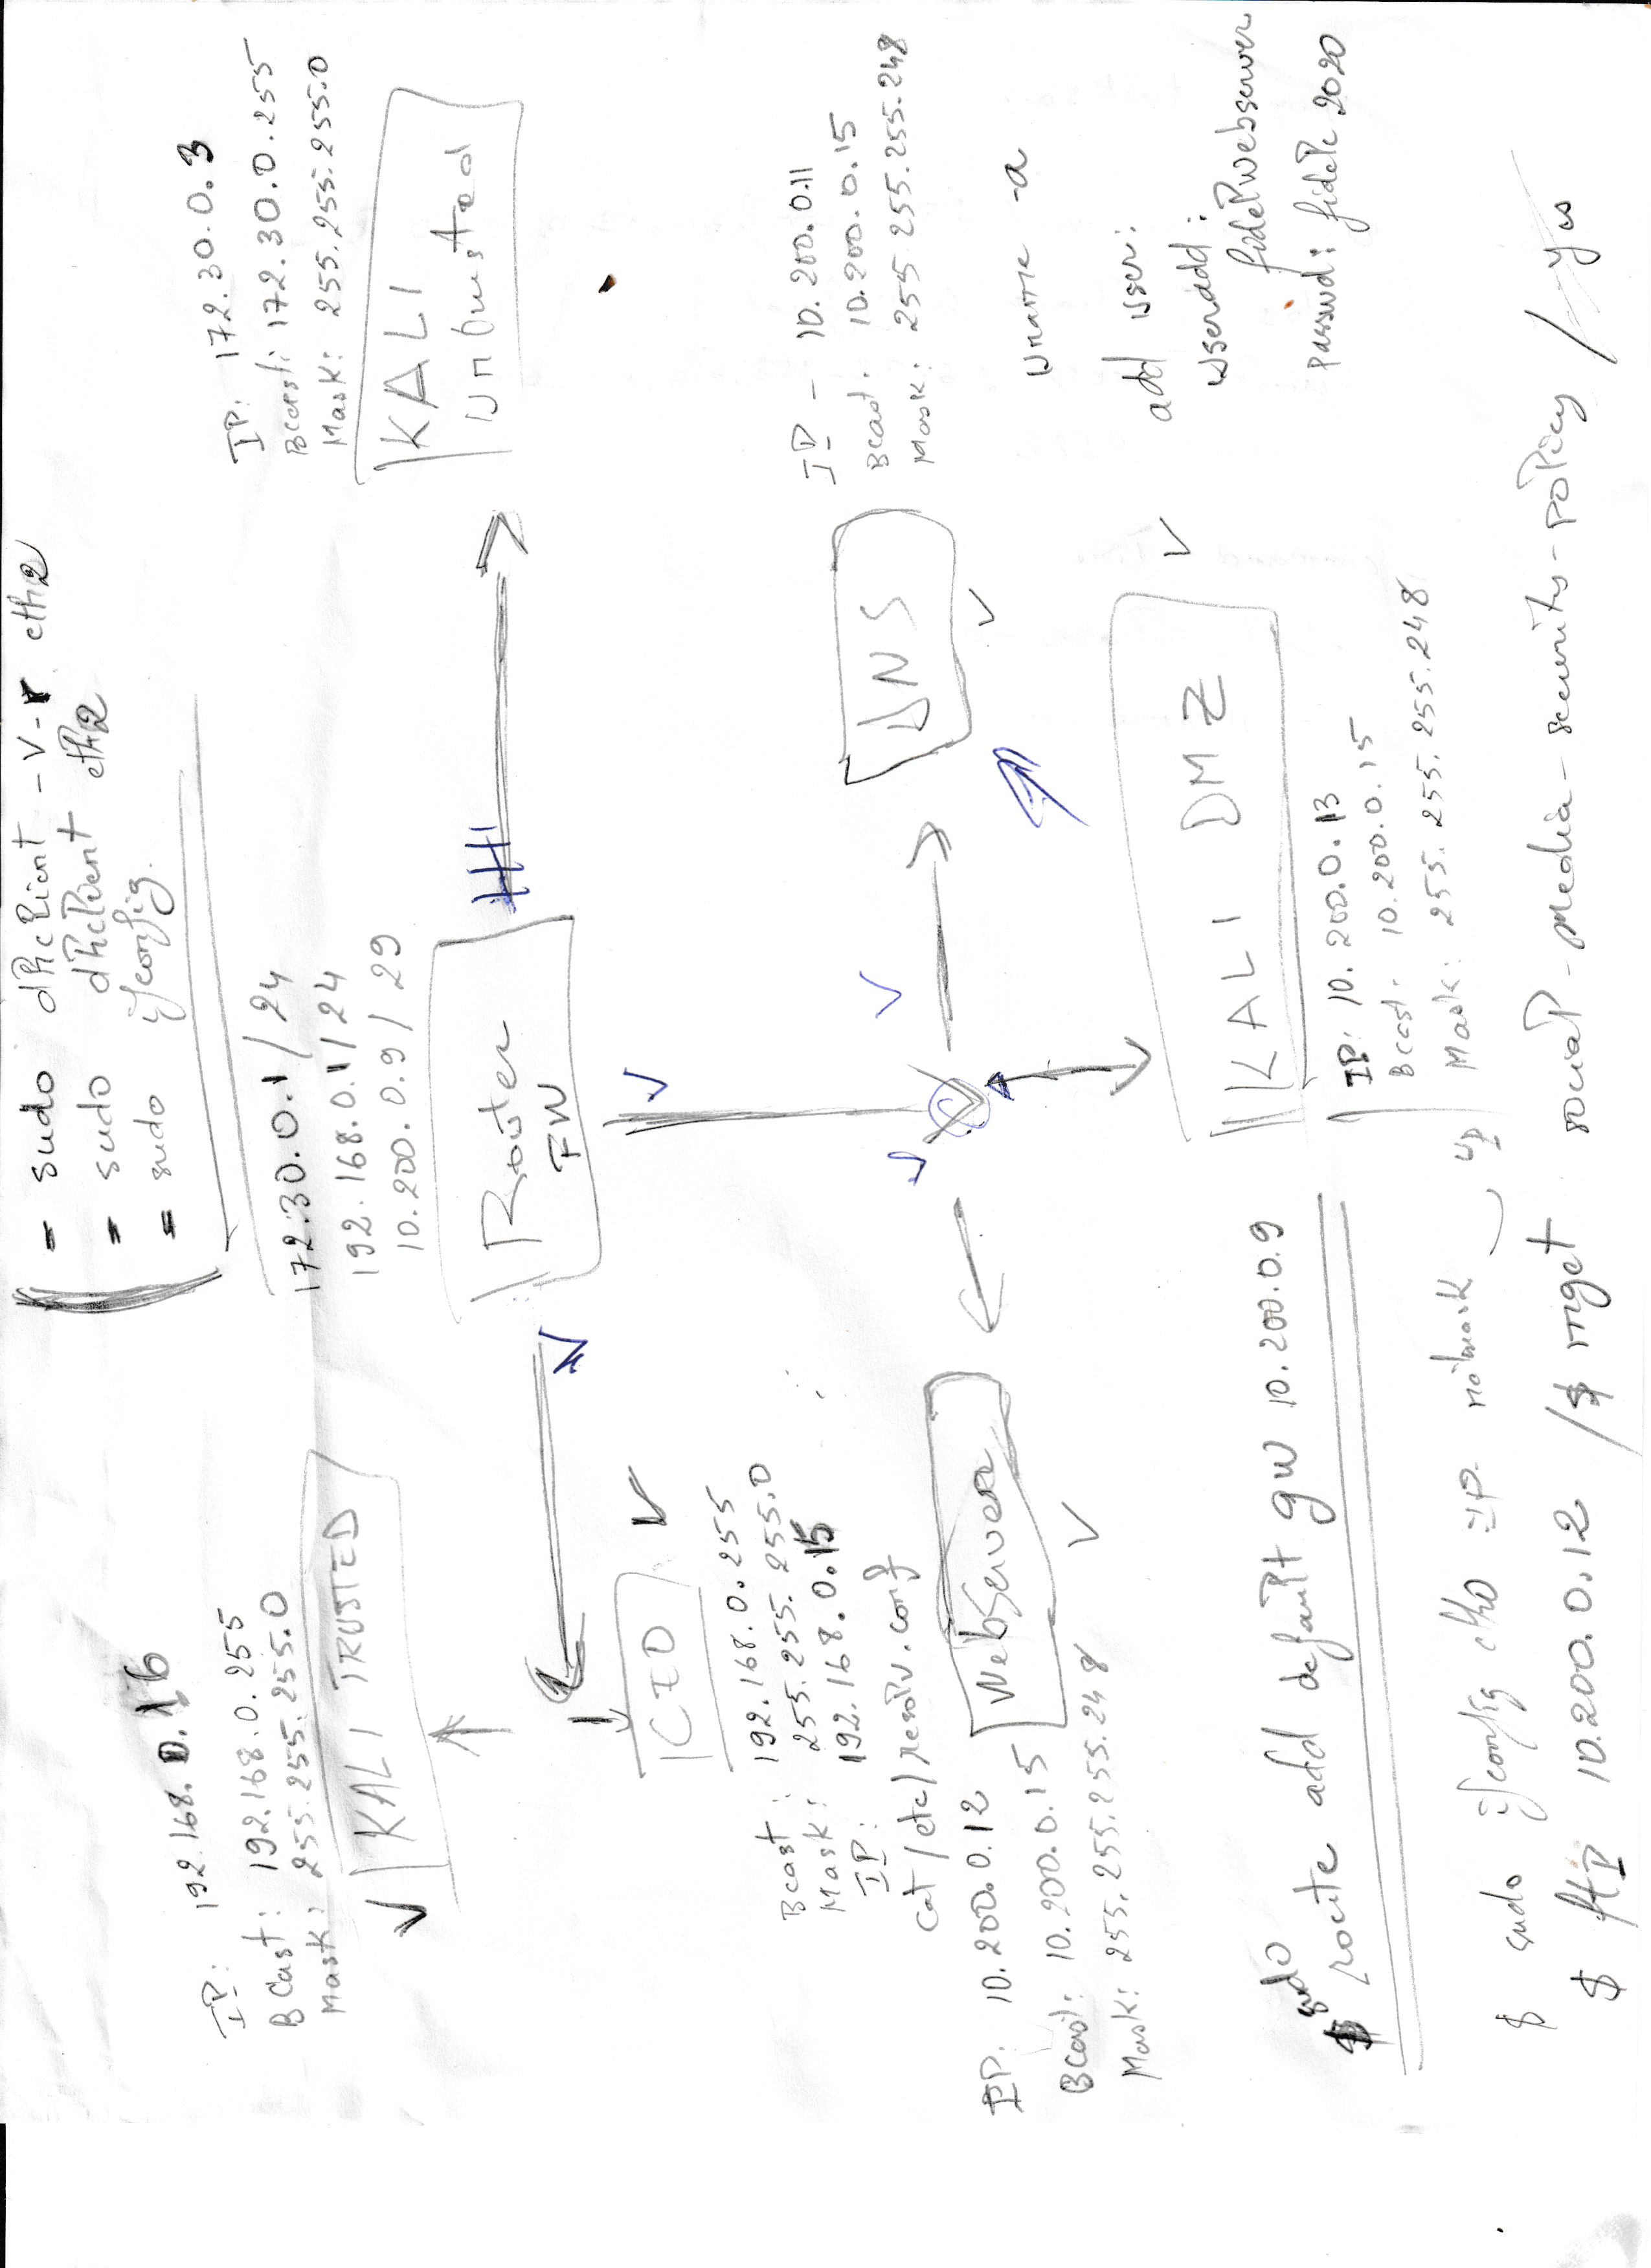 = sudo dhclient -v -r eth2
= sudo dhclient eth2
= sudo ifconfig.
IP: 192.168.0.16
BCast: 192.168.0.255
Mask: 255.255.255.0
KALI TRUSTED
172.30.0.1/24
192.168.0.1/24
10.200.0.9/29
Router
FW
IP: 172.30.0.3
Bcast: 172.30.0.255
Mask: 255.255.255.0
KALI
Untrusted
CEO
Bcast: 192.168.0.255
Mask: 255.255.255.0
IP: 192.168.0.15
cat /etc/resolv.conf
IP. 10.200.0.12
Bcast: 10.200.0.15
Mask: 255.255.255.248
WebServer
DNS
IP - 10.200.0.11
Bcast. 10.200.0.15
Mask: 255 255.255.248
uname -a
add user:
useradd:
fidelwebserver
passwd: fidele 2020
KALI DMZ
IP: 10.200.0.13
Bcast. 10.200.0.15
Mask: 255.255.255.248
$ sudo route add default gw 10.200.0.9
$ sudo ifconfig eth0 IP netmask up
$ ftp 10.200.0.12 /$ mget social-media-security-policy / yes